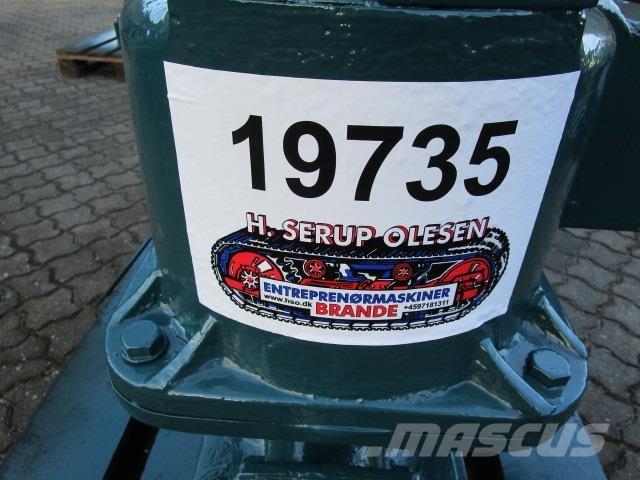 19735
H. SERUP OLESEN
ENTREPRENØRMASKINER
www.hso.dk BRANDE +4597181311
MASCUS